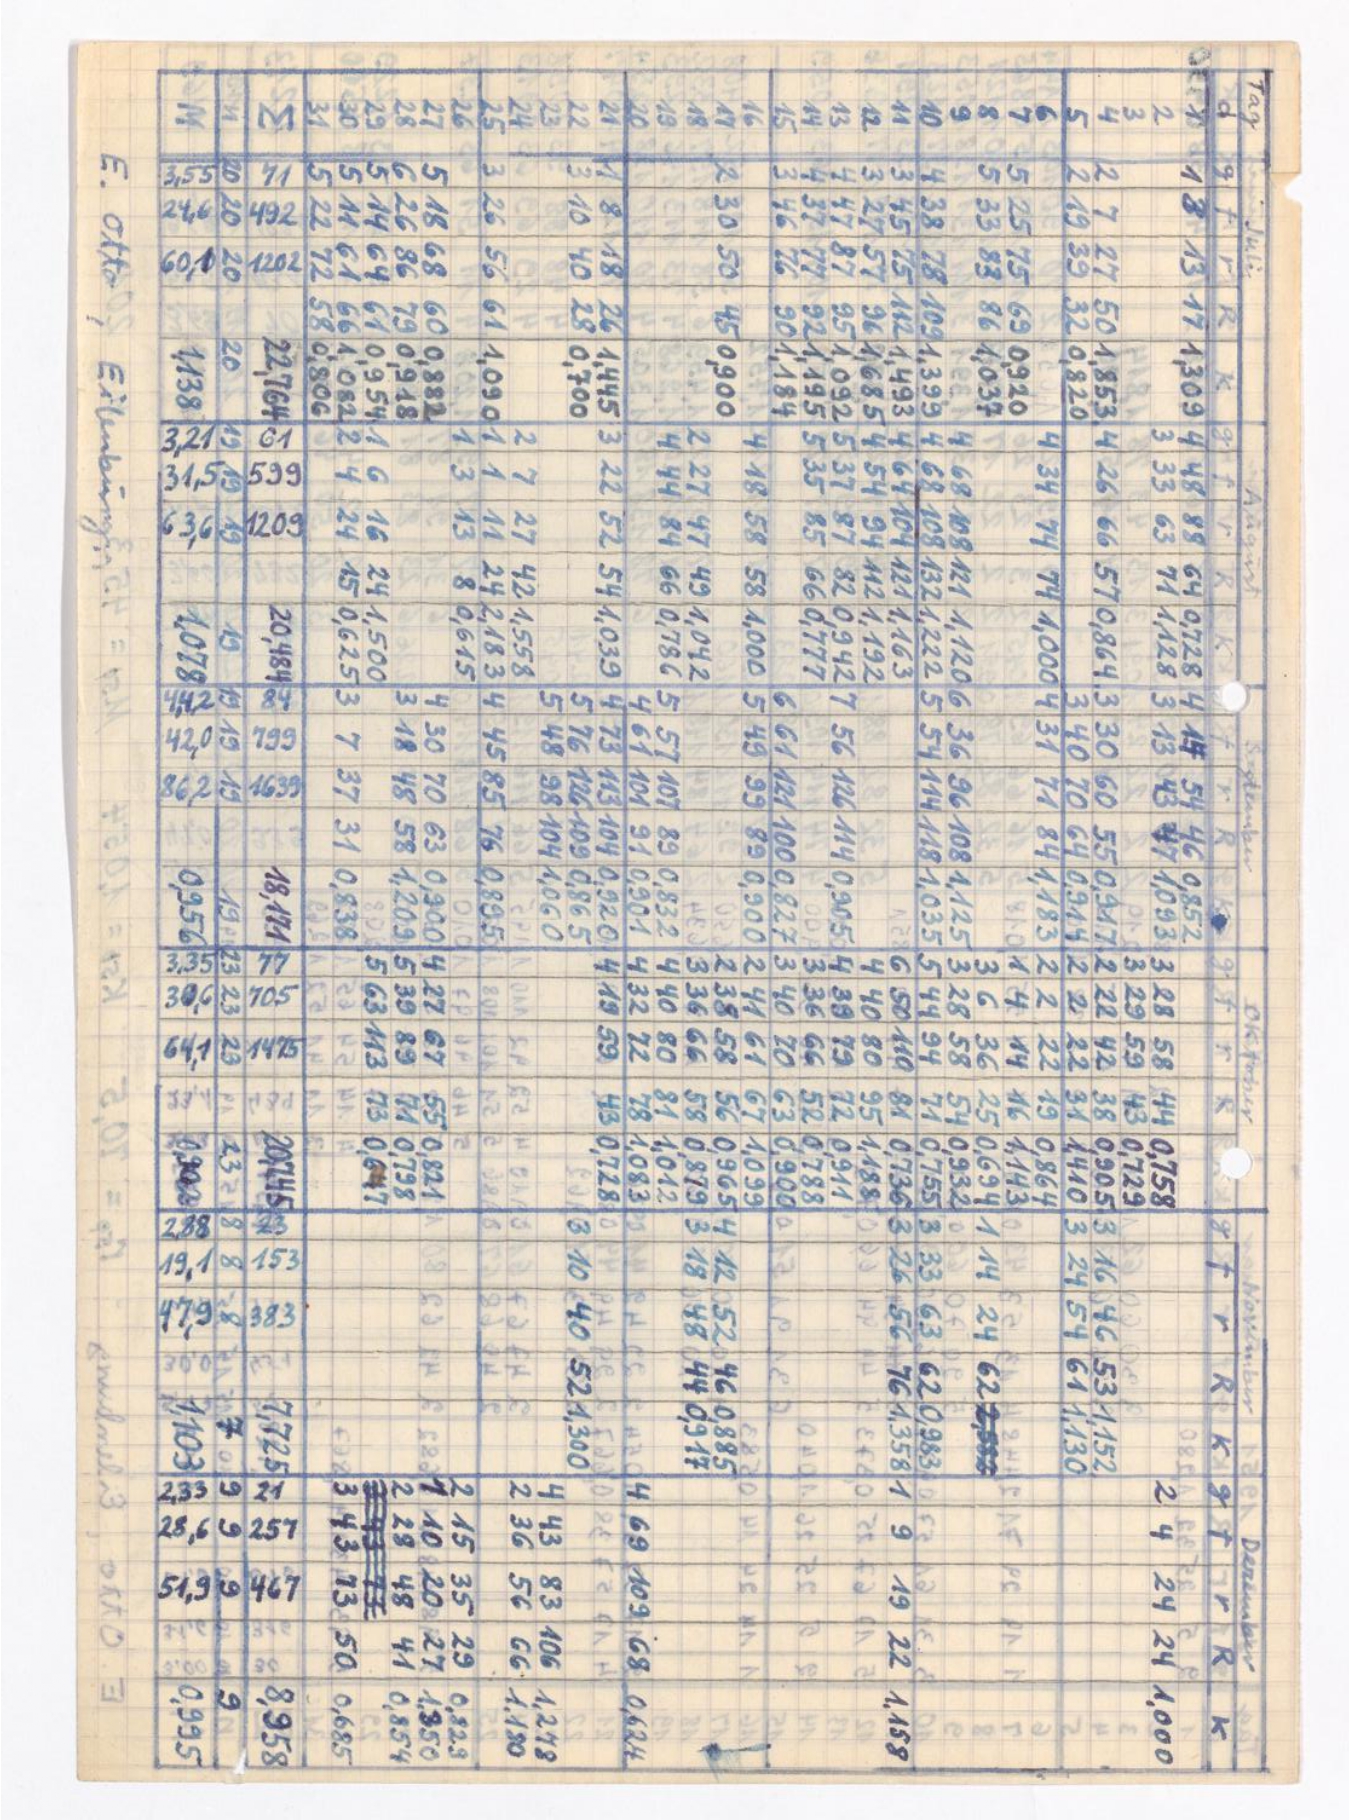 Tag Juli August September Oktober November 1951 Dezember
d g f r R K g f r R K g f r R K g f r R K g f r R K g f r R K
1 1 8 13 17 1,309 4 48 88 64 0,728 4 14 54 46 0,852
2 3 33 63 71 1,128 3 13 43 47 1,093 3 28 58 44 0,758 2 4 24 24 1,000
3 3 29 59 43 0,729
4 2 7 27 50 1,853 4 26 66 57 0,864 3 30 60 55 0,917 2 22 42 38 0,905 3 16 46 53 1,152
5 2 19 39 32 0,820 3 40 70 64 0,914 2 2 22 31 1,410 3 24 54 61 1,130
6 4 34 74 74 1,000 4 31 71 84 1,183 2 2 22 19 0,864
7 5 25 75 69 0,920 1 4 14 16 1,143
8 5 33 83 86 1,037 3 6 36 25 0,694 1 14 24 62
9 4 68 108 121 1,120 6 36 96 108 1,125 3 28 58 54 0,932
10 4 38 78 109 1,399 4 68 108 132 1,222 5 54 114 118 1,035 5 44 94 71 0,755 3 33 63 62 0,983
11 3 45 75 112 1,493 4 64 104 121 1,163 6 50 110 81 0,736 3 26 56 76 1,358 1 9 19 22 1,158
12 3 27 57 96 1,685 4 54 94 112 1,192 4 40 80 95 1,188
13 4 47 87 95 1,092 5 37 87 82 0,942 7 56 126 114 0,905 4 39 79 72 0,911
14 4 37 77 92 1,195 5 35 85 66 0,777 3 36 66 52 0,788
15 3 46 76 90 1,184 6 61 121 100 0,827 3 40 70 63 0,900
16 4 18 58 58 1,000 5 49 99 89 0,900 2 41 61 67 1,099
17 2 30 50 45 0,900 2 38 58 56 0,965 4 12 52 46 0,885
18 2 27 47 49 1,042 3 36 66 58 0,879 3 18 48 44 0,917
19 4 44 84 66 0,786 5 57 107 89 0,832 4 40 80 81 1,012
20 4 61 101 91 0,901 4 32 72 78 1,083 4 69 109 68 0,624
21 1 8 18 26 1,445 3 22 52 54 1,039 4 73 113 104 0,920 4 19 59 43 0,728
22 3 10 40 28 0,700 5 76 126 109 0,865 3 10 40 52 1,300
23 5 48 98 104 1,060 4 43 83 106 1,278
24 2 7 27 42 1,558 2 36 56 66 1,180
25 3 26 56 61 1,090 1 1 11 24 2,183 4 45 85 76 0,895
26 1 3 13 8 0,615 2 15 35 29 0,829
27 5 18 68 60 0,882 4 30 70 63 0,900 4 27 67 55 0,821 1 10 20 27 1,350
28 6 26 86 79 0,918 3 18 48 58 1,209 5 39 89 71 0,798 2 28 48 41 0,854
29 5 14 64 61 0,954 1 6 16 24 1,500 5 63 113 73 0,647
30 5 11 61 66 1,082 2 4 24 15 0,625 3 7 37 31 0,838 3 43 73 50 0,685
31 5 22 72 58 0,806
Σ 71 492 1202 22,764 61 599 1209 20,484 84 799 1639 18,171 77 705 1475 20,745 23 153 383 7,725 21 257 467 8,958
n 20 20 20 20 19 19 19 19 19 19 19 19 23 23 23 23 8 8 8 7 9 9 9 9
M 3,55 24,6 60,1 1,138 3,21 31,5 63,6 1,078 4,42 42,0 86,2 0,956 3,35 30,6 64,1 2,88 19,1 47,9 1,103 2,33 28,6 51,9 0,995
E. Otto, Eilenburg